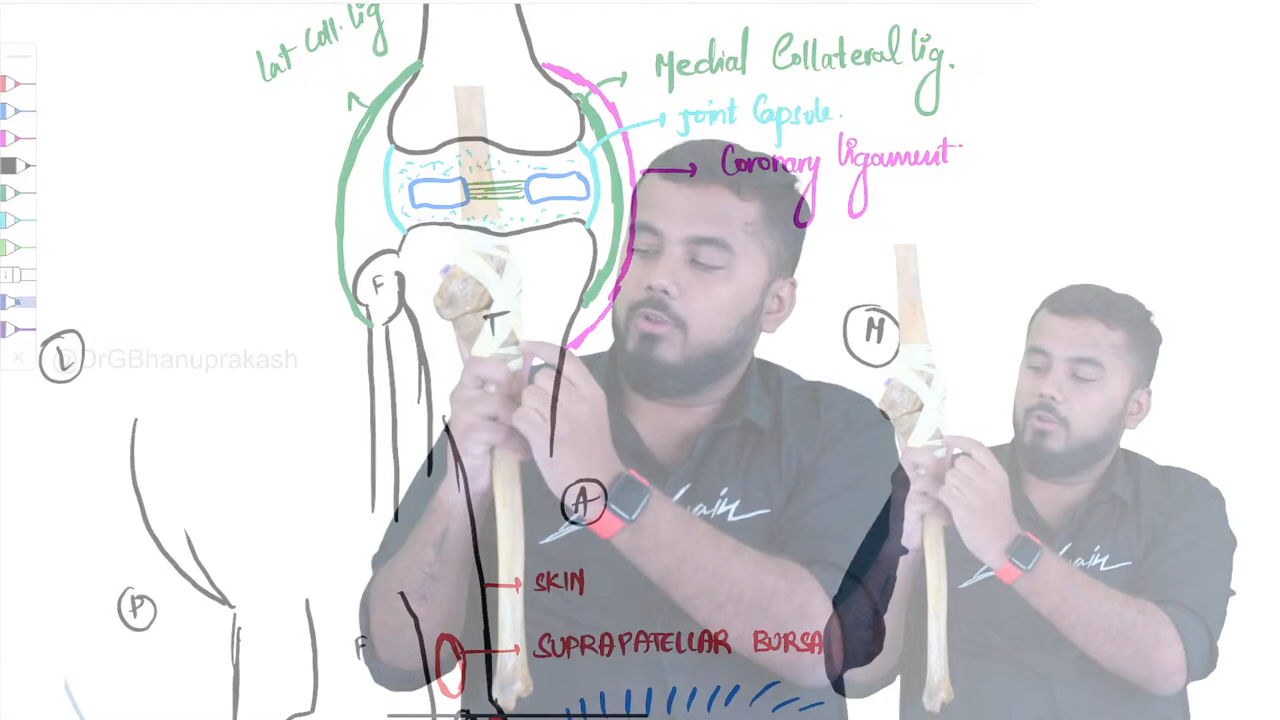 Lat Coll. lig
Medial Collateral lig.
Joint Capsule.
Coronary ligament
F
T
M
L
@DrGBhanuprakash
A
SKIN
P
F
SUPRAPATELLAR BURSA